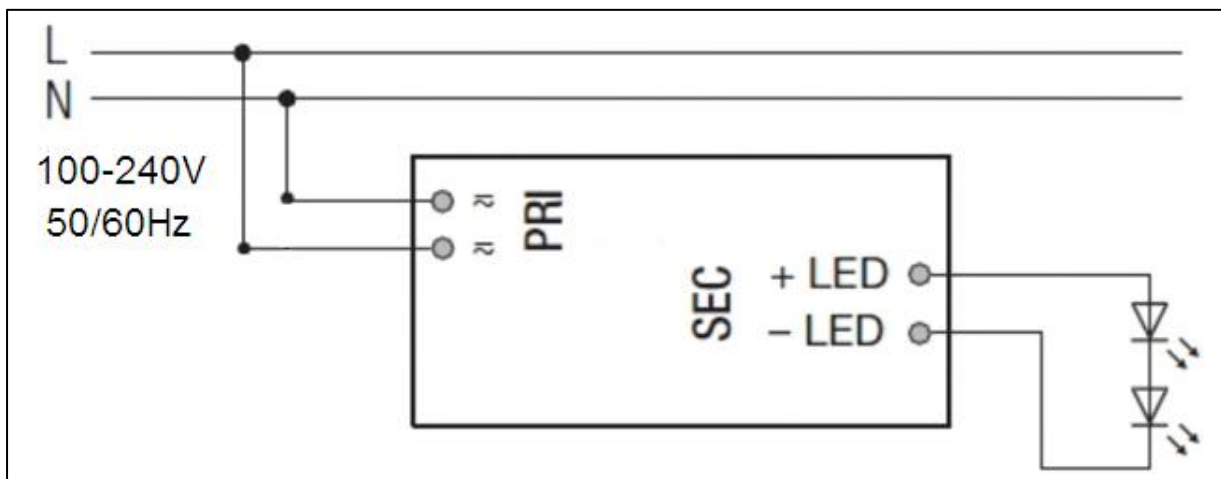 L
N
100-240V
50/60Hz
≈ PRI
≈
SEC
+ LED
− LED